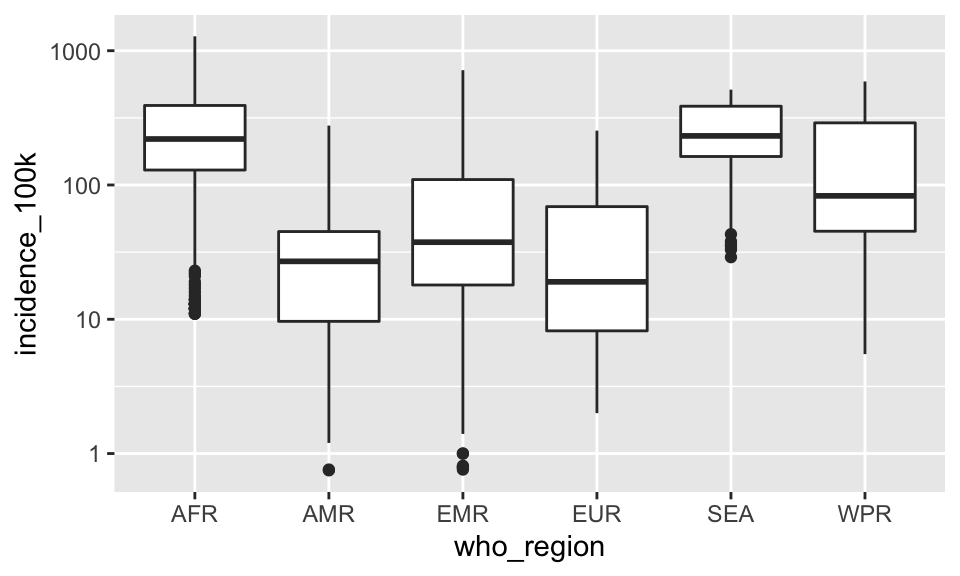 incidence_100k
1000
100
10
1
AFR AMR EMR EUR SEA WPR
who_region